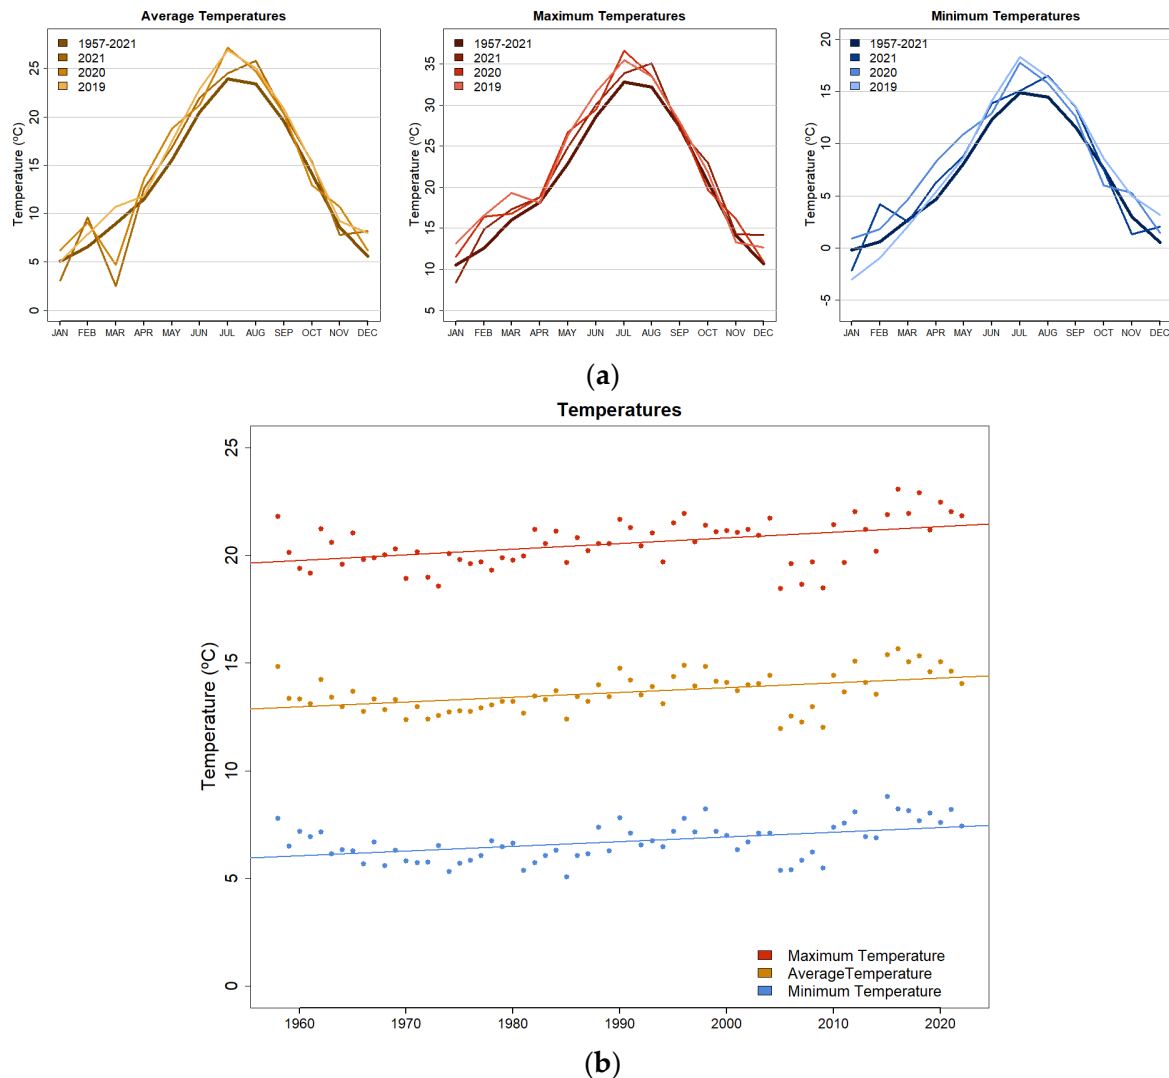 Average Temperatures
Temperature (ºC)
25
20
15
10
5
0
1957-2021
2021
2020
2019
JAN FEB MAR APR MAY JUN JUL AUG SEP OCT NOV DEC
Maximum Temperatures
Temperature (ºC)
35
30
25
20
15
10
5
1957-2021
2021
2020
2019
JAN FEB MAR APR MAY JUN JUL AUG SEP OCT NOV DEC
Minimum Temperatures
Temperature (ºC)
20
15
10
5
0
-5
1957-2021
2021
2020
2019
JAN FEB MAR APR MAY JUN JUL AUG SEP OCT NOV DEC
(a)
Temperatures
Temperature (ºC)
25
20
15
10
5
0
Maximum Temperature
AverageTemperature
Minimum Temperature
1960 1970 1980 1990 2000 2010 2020
(b)